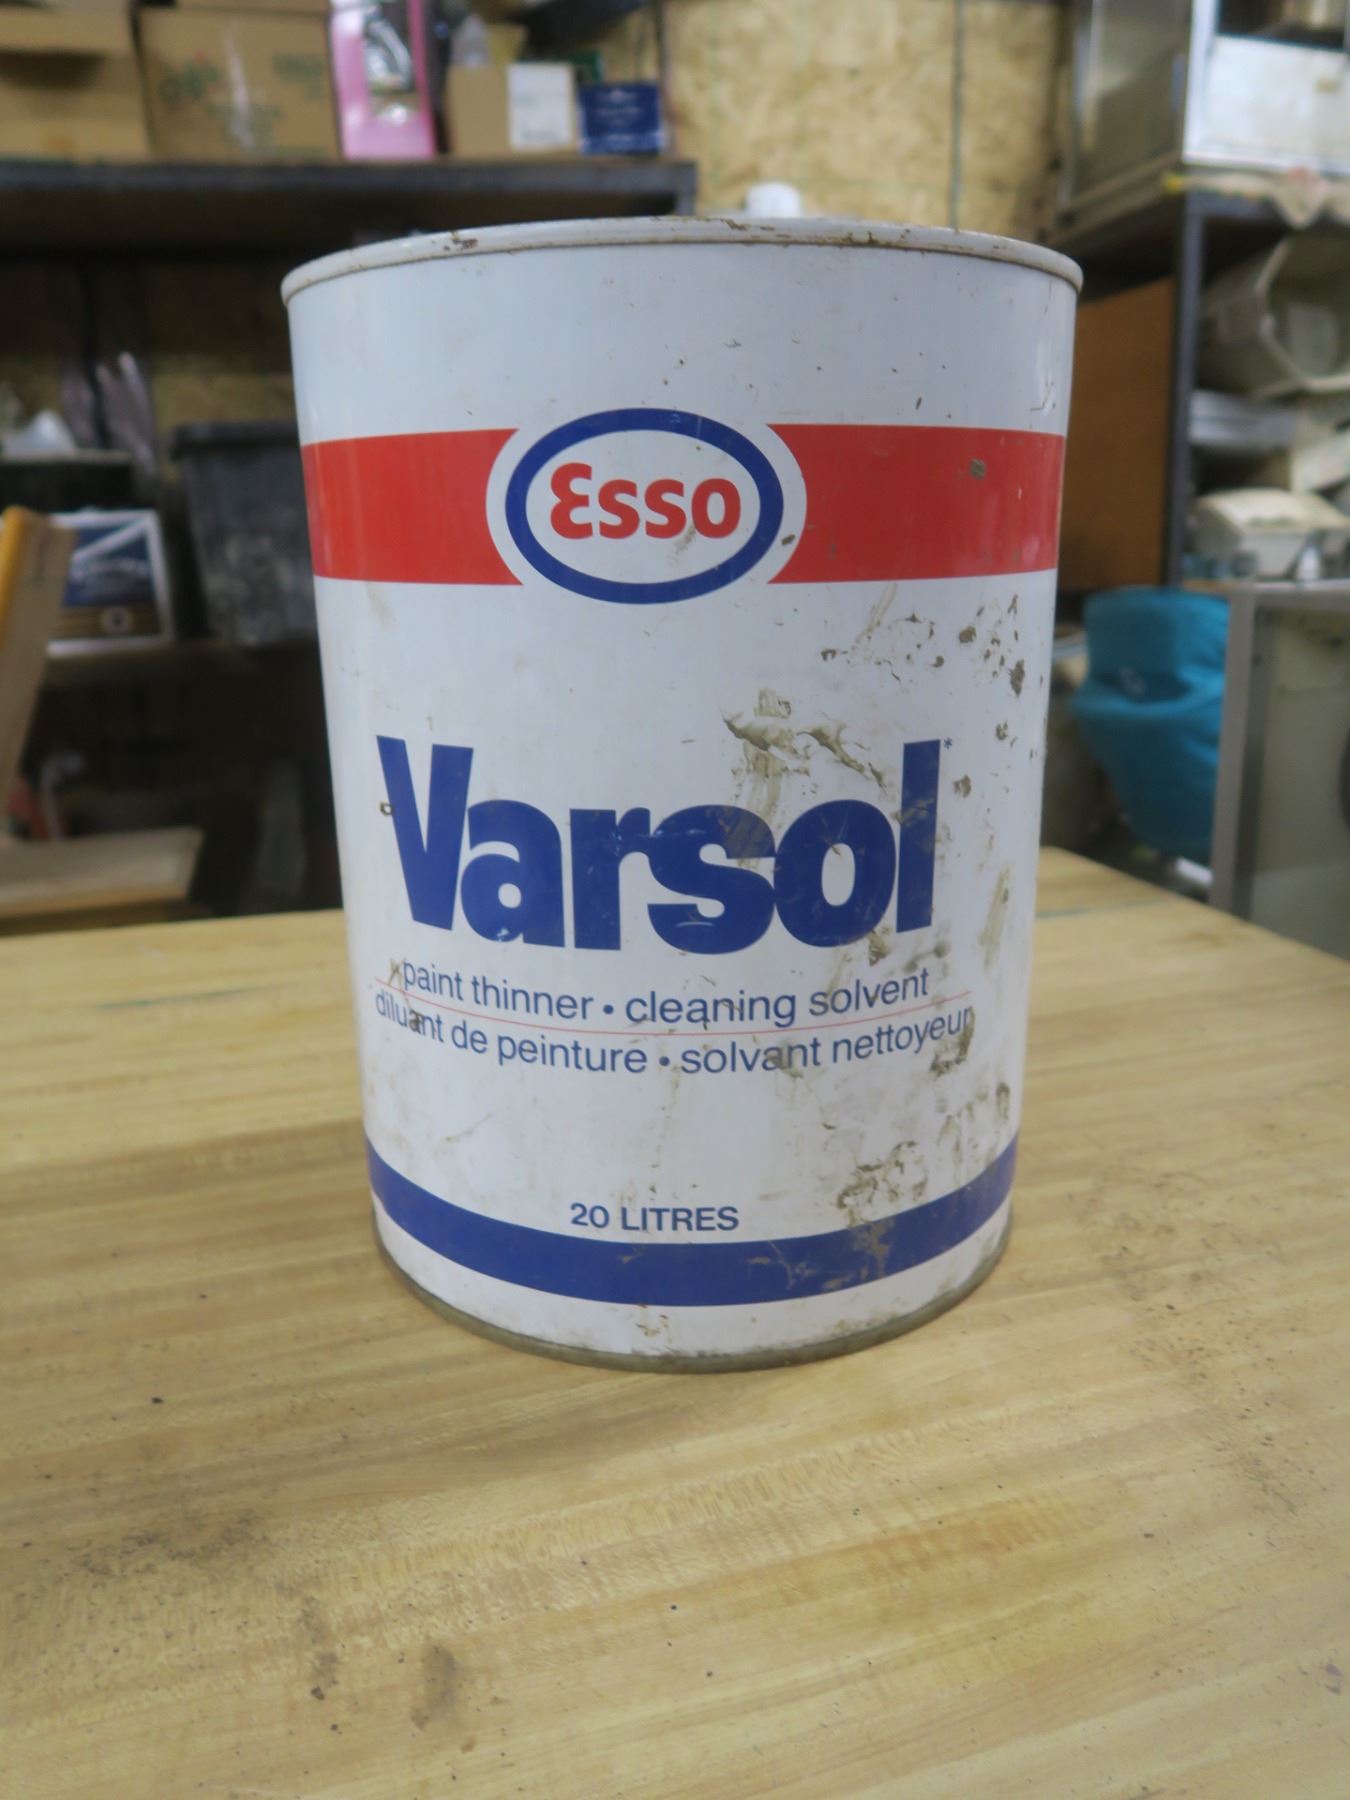 Esso
Varsol*
paint thinner • cleaning solvent
diluant de peinture • solvant nettoyeur
20 LITRES